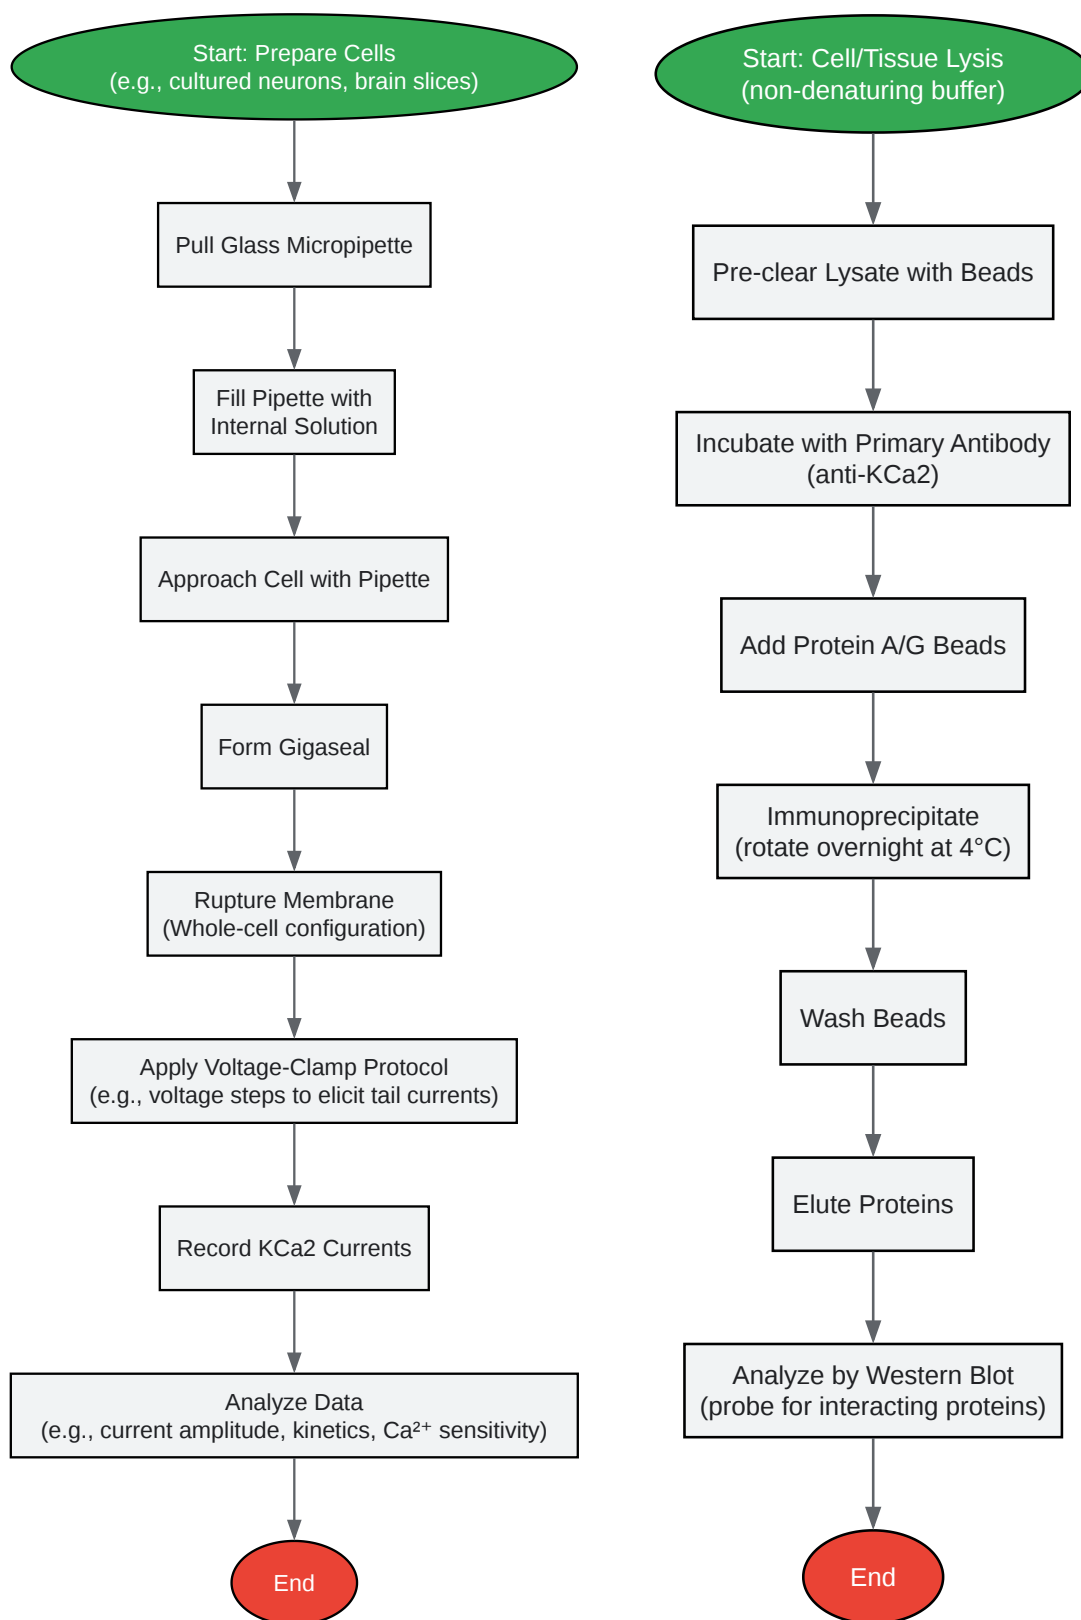 Start: Prepare Cells
(e.g., cultured neurons, brain slices)
Pull Glass Micropipette
Fill Pipette with
Internal Solution
Approach Cell with Pipette
Form Gigaseal
Rupture Membrane
(Whole-cell configuration)
Apply Voltage-Clamp Protocol
(e.g., voltage steps to elicit tail currents)
Record KCa2 Currents
Analyze Data
(e.g., current amplitude, kinetics, Ca²⁺ sensitivity)
End
Start: Cell/Tissue Lysis
(non-denaturing buffer)
Pre-clear Lysate with Beads
Incubate with Primary Antibody
(anti-KCa2)
Add Protein A/G Beads
Immunoprecipitate
(rotate overnight at 4°C)
Wash Beads
Elute Proteins
Analyze by Western Blot
(probe for interacting proteins)
End